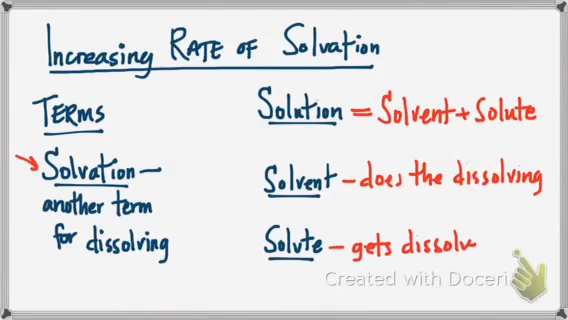 Increasing RATE OF Solvation
TERMS
Solvation –
another term
for dissolving
Solution = Solvent + Solute
Solvent – does the dissolving
Solute – gets dissolv
Created with Doceri